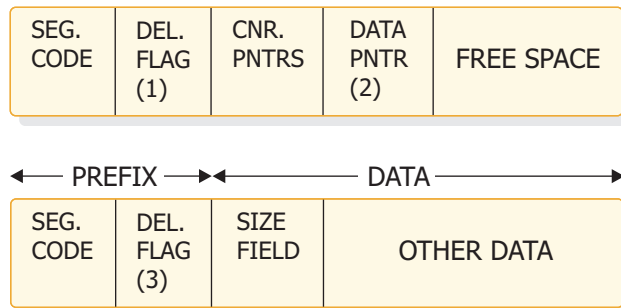 SEG. DEL. CNR. DATA
CODE FLAG PNTRS PNTR FREE SPACE
(1) (2)
PREFIX DATA
SEG. DEL. SIZE
CODE FLAG FIELD OTHER DATA
(3)